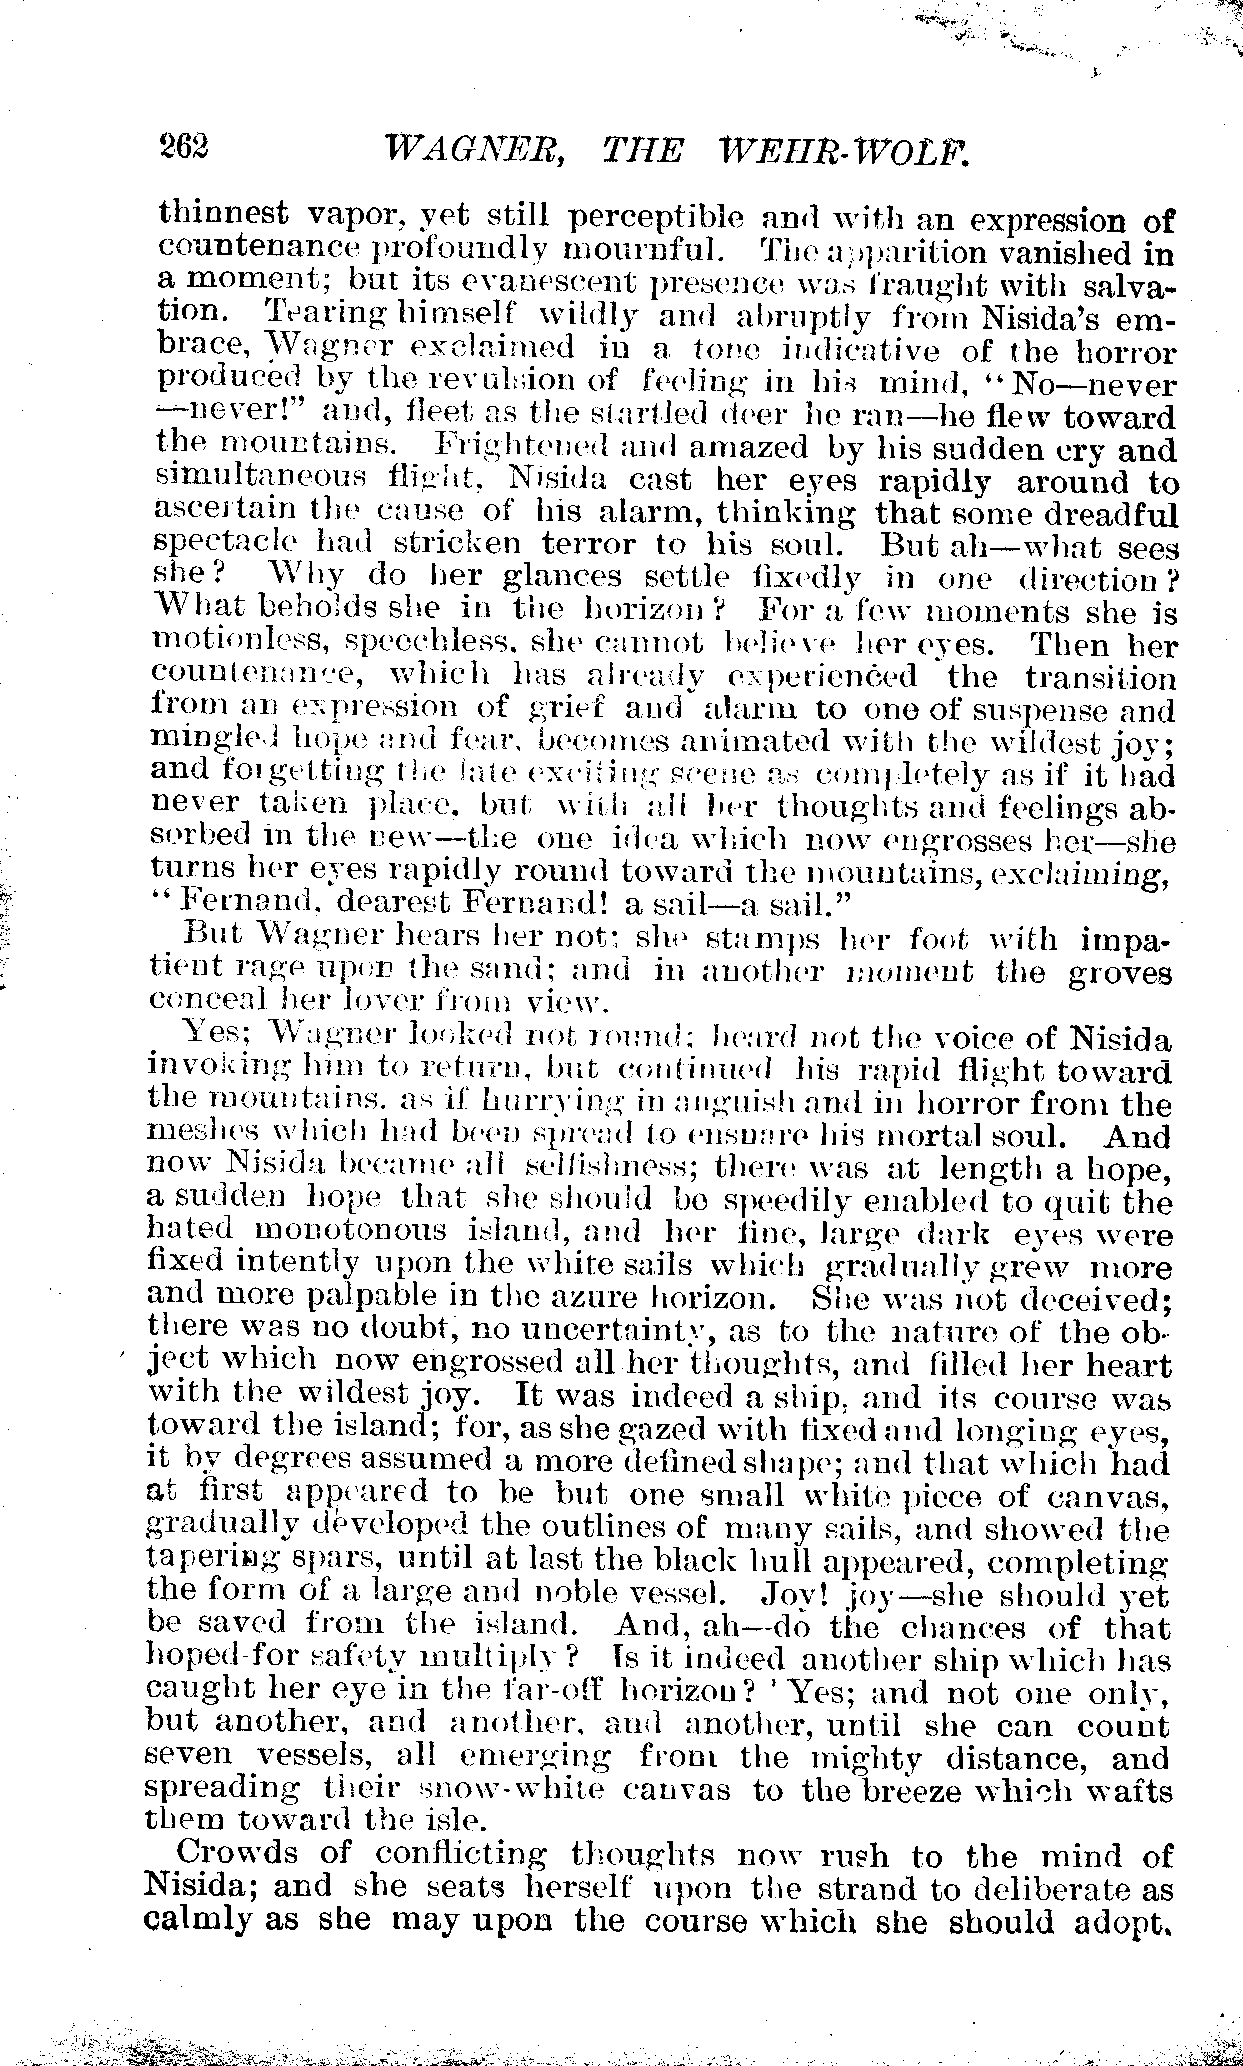 262 WAGNER, THE WEHR-WOLF.
thinnest vapor, yet still perceptible and with an expression of
countenance profoundly mournful. The apparition vanished in
a moment; but its evanescent presence was fraught with salva-
tion. Tearing himself wildly and abruptly from Nisida's em-
brace, Wagner exclaimed in a tone indicative of the horror
produced by the revulsion of feeling in his mind, "No—never
—never!" and, fleet as the startled deer he ran—he flew toward
the mountains. Frightened and amazed by his sudden cry and
simultaneous flight, Nisida cast her eyes rapidly around to
ascertain the cause of his alarm, thinking that some dreadful
spectacle had stricken terror to his soul. But ah—what sees
she? Why do her glances settle fixedly in one direction?
What beholds she in the horizon? For a few moments she is
motionless, speechless, she cannot believe her eyes. Then her
countenance, which has already experienced the transition
from an expression of grief and alarm to one of suspense and
mingled hope and fear, becomes animated with the wildest joy;
and forgetting the late exciting scene as completely as if it had
never taken place, but with all her thoughts and feelings ab-
sorbed in the new—the one idea which now engrosses her—she
turns her eyes rapidly round toward the mountains, exclaiming,
"Fernand, dearest Fernand! a sail—a sail."
But Wagner hears her not; she stamps her foot with impa-
tient rage upon the sand; and in another moment the groves
conceal her lover from view.
Yes; Wagner looked not round; heard not the voice of Nisida
invoking him to return, but continued his rapid flight toward
the mountains, as if hurrying in anguish and in horror from the
meshes which had been spread to ensnare his mortal soul. And
now Nisida became all selfishness; there was at length a hope,
a sudden hope that she should be speedily enabled to quit the
hated monotonous island, and her fine, large dark eyes were
fixed intently upon the white sails which gradually grew more
and more palpable in the azure horizon. She was not deceived;
there was no doubt, no uncertainty, as to the nature of the ob-
ject which now engrossed all her thoughts, and filled her heart
with the wildest joy. It was indeed a ship, and its course was
toward the island; for, as she gazed with fixed and longing eyes,
it by degrees assumed a more defined shape; and that which had
at first appeared to be but one small white piece of canvas,
gradually developed the outlines of many sails, and showed the
tapering spars, until at last the black hull appeared, completing
the form of a large and noble vessel. Joy! joy—she should yet
be saved from the island. And, ah—do the chances of that
hoped-for safety multiply? Is it indeed another ship which has
caught her eye in the far-off horizon? ' Yes; and not one only,
but another, and another, and another, until she can count
seven vessels, all emerging from the mighty distance, and
spreading their snow-white canvas to the breeze which wafts
them toward the isle.
Crowds of conflicting thoughts now rush to the mind of
Nisida; and she seats herself upon the strand to deliberate as
calmly as she may upon the course which she should adopt.